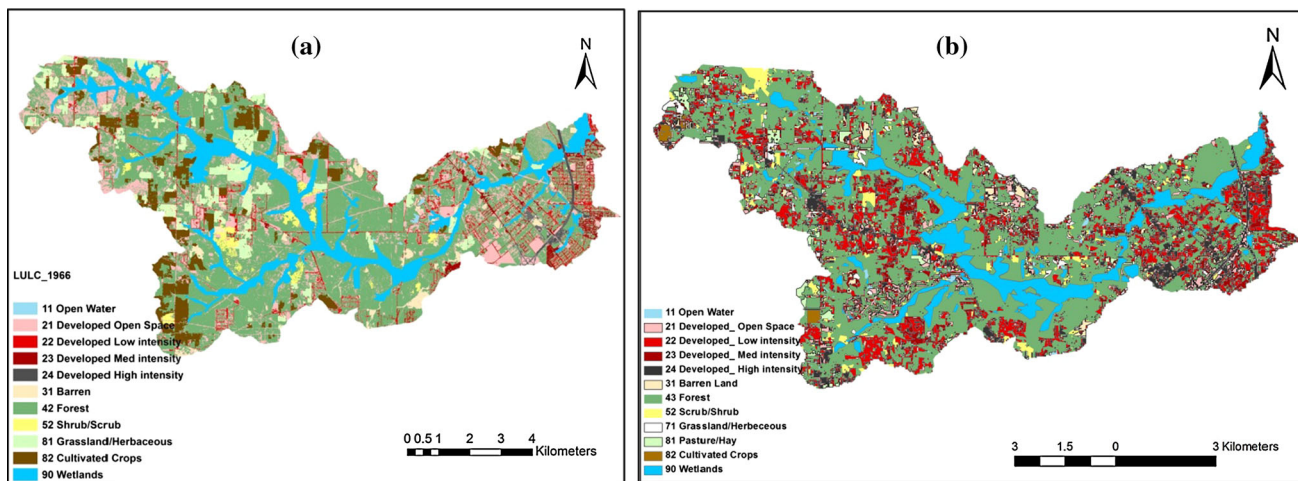 (a)
N
LULC_1966
11 Open Water
21 Developed Open Space
22 Developed Low intensity
23 Developed Med intensity
24 Developed High intensity
31 Barren
42 Forest
52 Shrub/Scrub
81 Grassland/Herbaceous
82 Cultivated Crops
90 Wetlands
0 0.5 1 2 3 4
Kilometers
(b)
N
11 Open Water
21 Developed_ Open Space
22 Developed_ Low intensity
23 Developed_ Med intensity
24 Developed_ High intensity
31 Barren Land
43 Forest
52 Scrub/Shrub
71 Grassland/Herbeceous
81 Pasture/Hay
82 Cultivated Crops
90 Wetlands
3 1.5 0 3 Kilometers